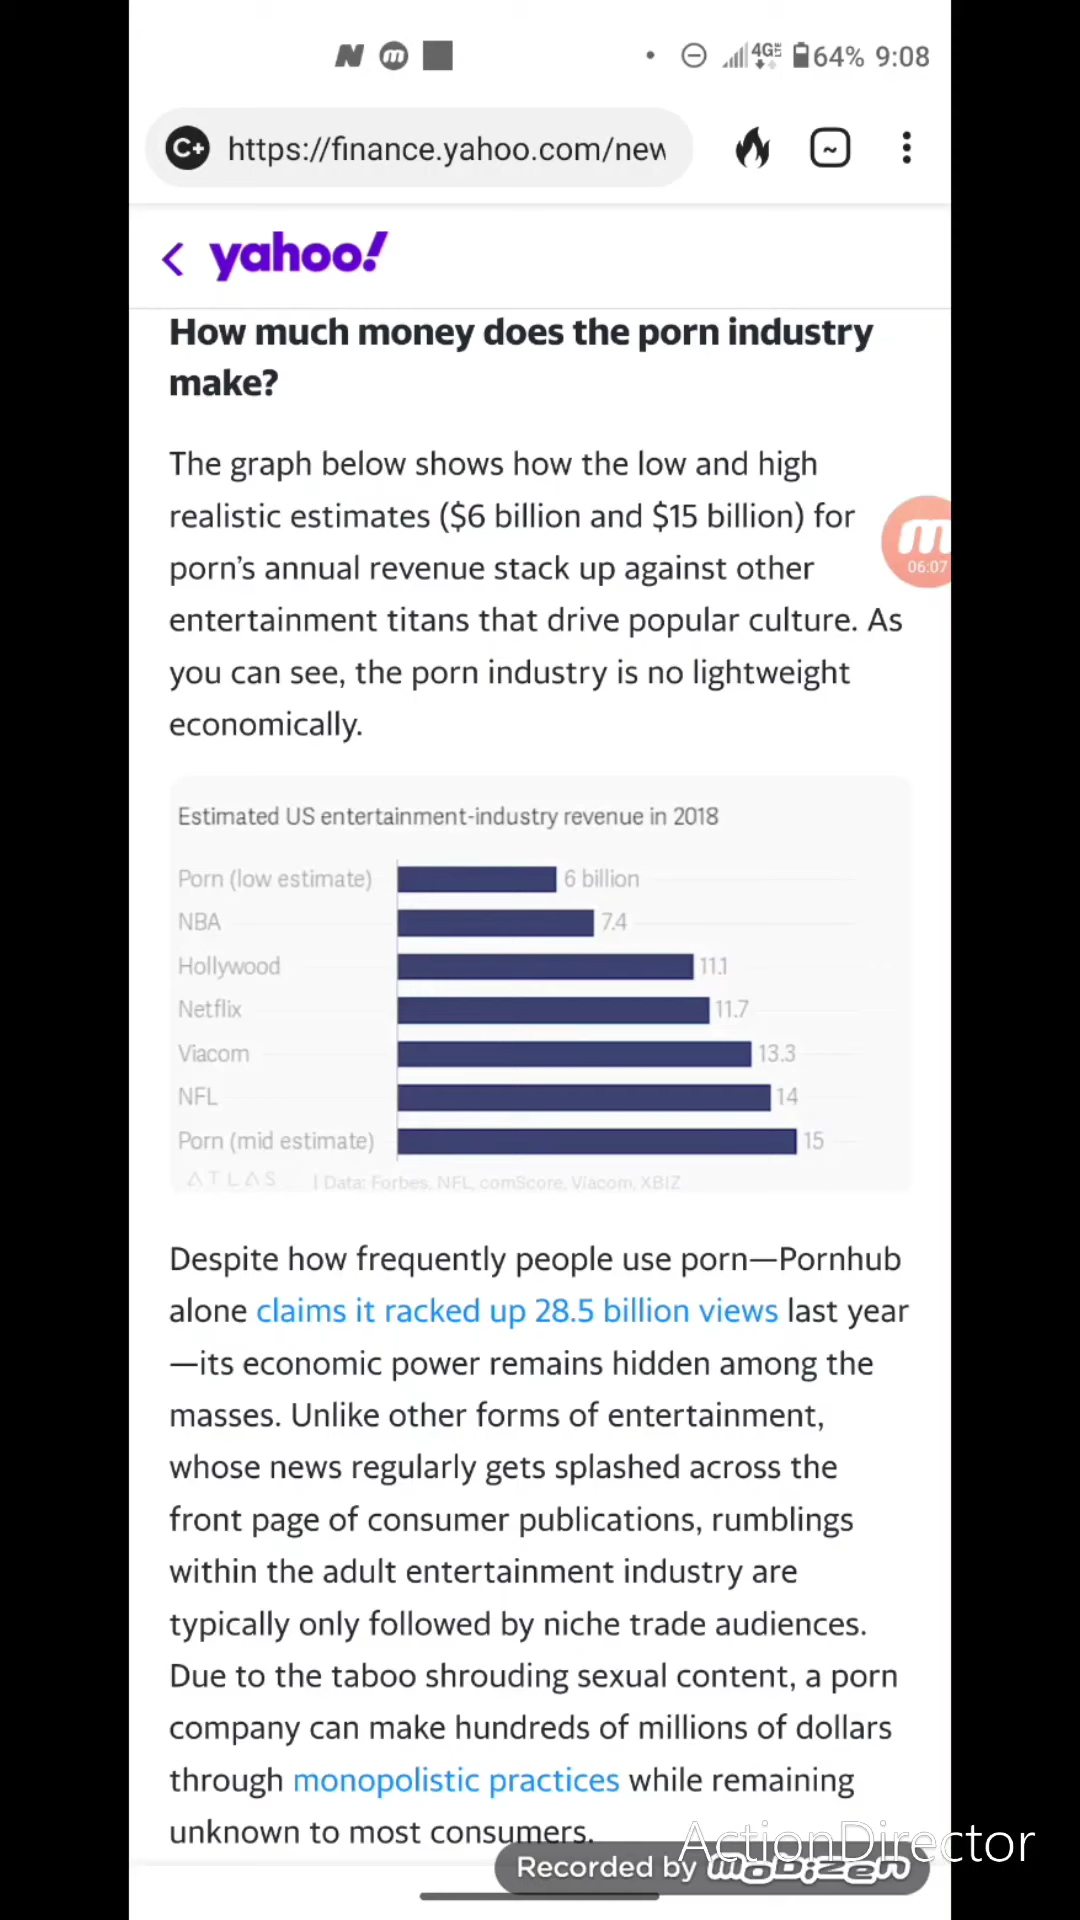 N m 4GE 64% 9:08
C+ https://finance.yahoo.com/new ~
yahoo!
How much money does the porn industry
make?
The graph below shows how the low and high
realistic estimates ($6 billion and $15 billion) for
porn’s annual revenue stack up against other
entertainment titans that drive popular culture. As
you can see, the porn industry is no lightweight
economically.
m
06:07
Estimated US entertainment-industry revenue in 2018
Porn (low estimate) 6 billion
NBA 7.4
Hollywood 11.1
Netflix 11.7
Viacom 13.3
NFL 14
Porn (mid estimate) 15
ATLAS | Data: Forbes, NFL, comScore, Viacom, XBIZ
Despite how frequently people use porn—Pornhub
alone claims it racked up 28.5 billion views last year
—its economic power remains hidden among the
masses. Unlike other forms of entertainment,
whose news regularly gets splashed across the
front page of consumer publications, rumblings
within the adult entertainment industry are
typically only followed by niche trade audiences.
Due to the taboo shrouding sexual content, a porn
company can make hundreds of millions of dollars
through monopolistic practices while remaining
unknown to most consumers.
ActionDirector
Recorded by mobizen